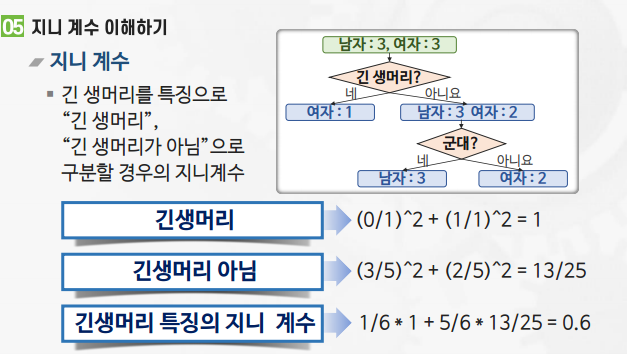 05 지니 계수 이해하기
지니 계수
긴 생머리를 특징으로
“긴 생머리”,
“긴 생머리가 아님”으로
구분할 경우의 지니계수
남자 : 3, 여자 : 3
긴 생머리?
네
아니요
여자 : 1
남자 : 3 여자 : 2
군대?
네
아니요
남자 : 3
여자 : 2
긴생머리
(0/1)^2 + (1/1)^2 = 1
긴생머리 아님
(3/5)^2 + (2/5)^2 = 13/25
긴생머리 특징의 지니 계수
1/6 * 1 + 5/6 * 13/25 = 0.6